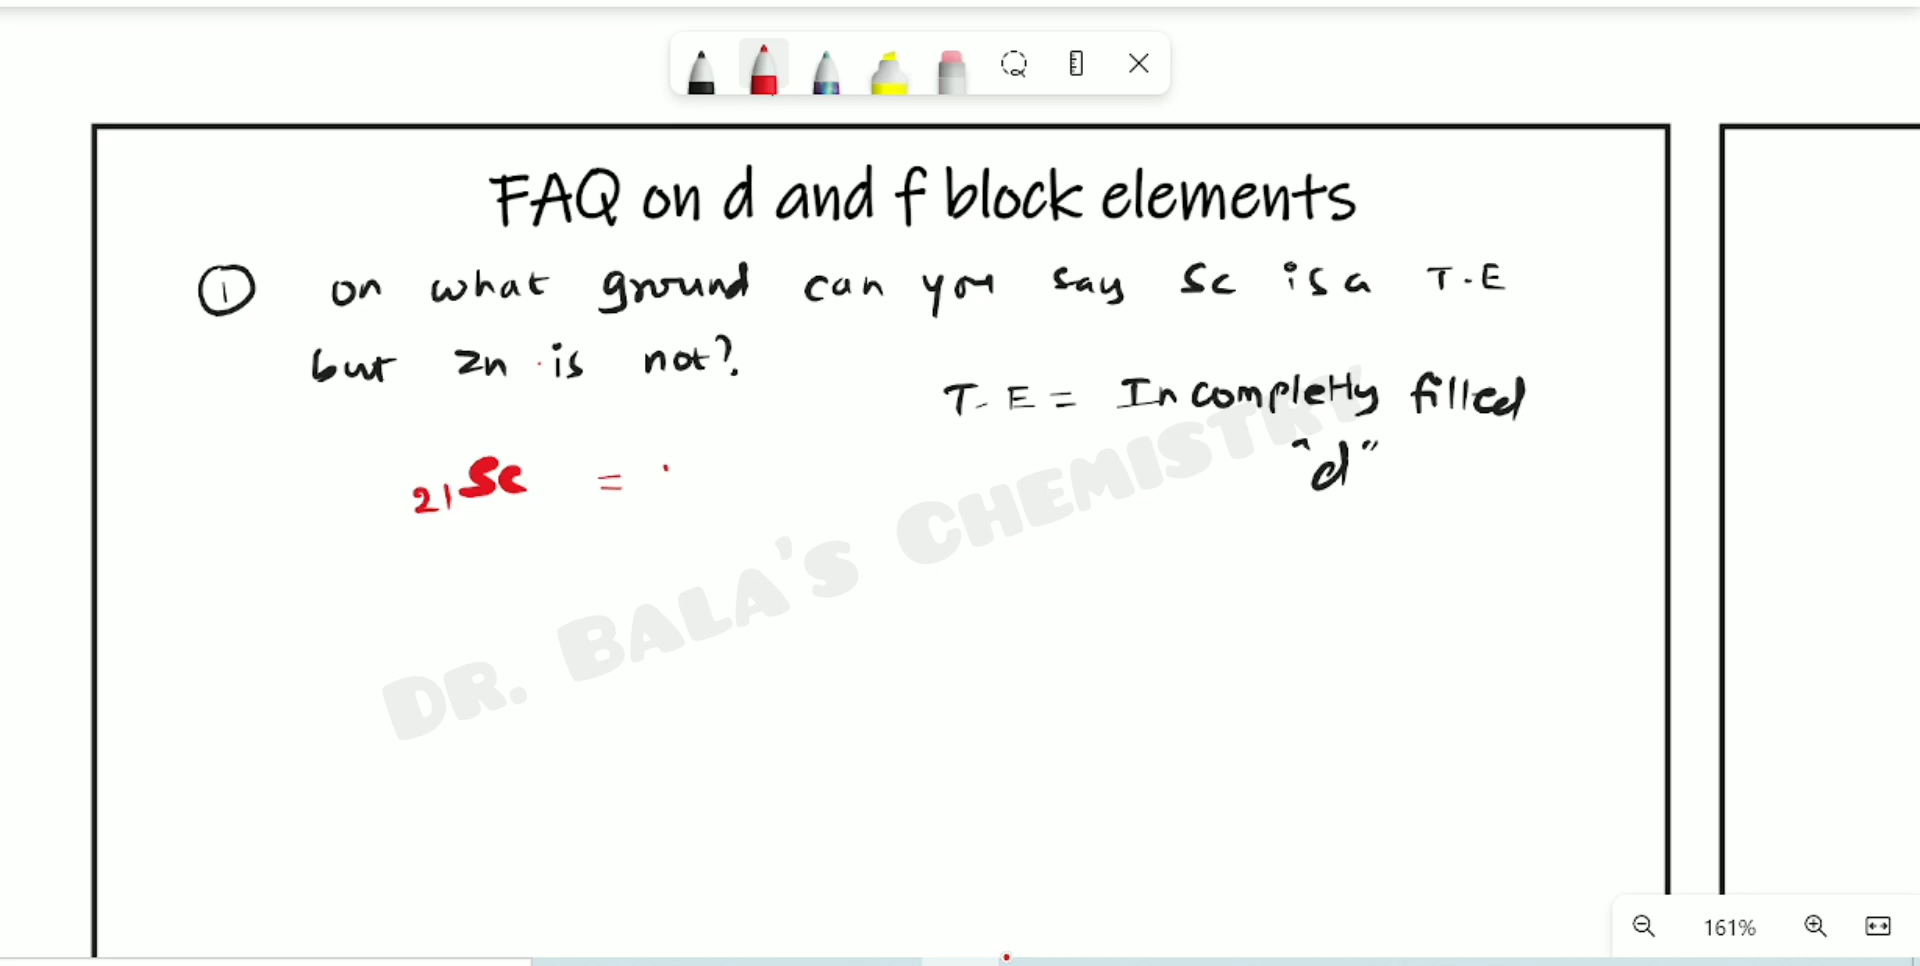 FAQ on d and f block elements
① on what ground can you say Sc is a T.E
but Zn is not?
T.E = Incompletly filled
"d"
₂₁Sc =
DR. BALA'S CHEMISTRY
161%